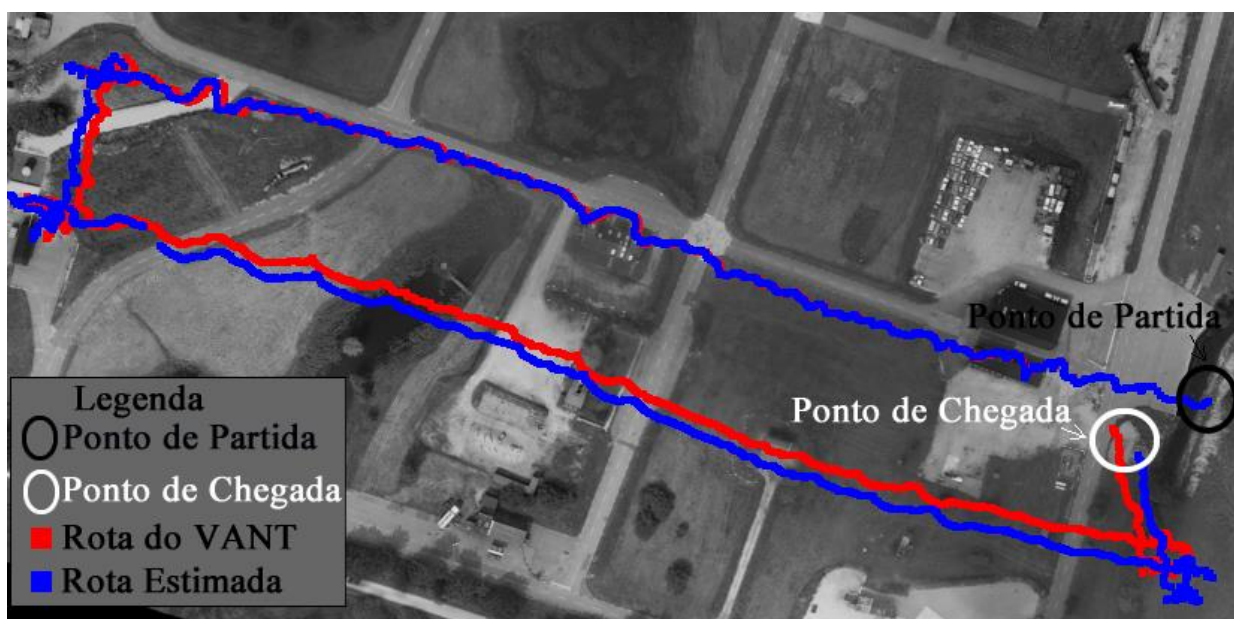 Ponto de Partida
Ponto de Chegada
Legenda
Ponto de Partida
Ponto de Chegada
Rota do VANT
Rota Estimada